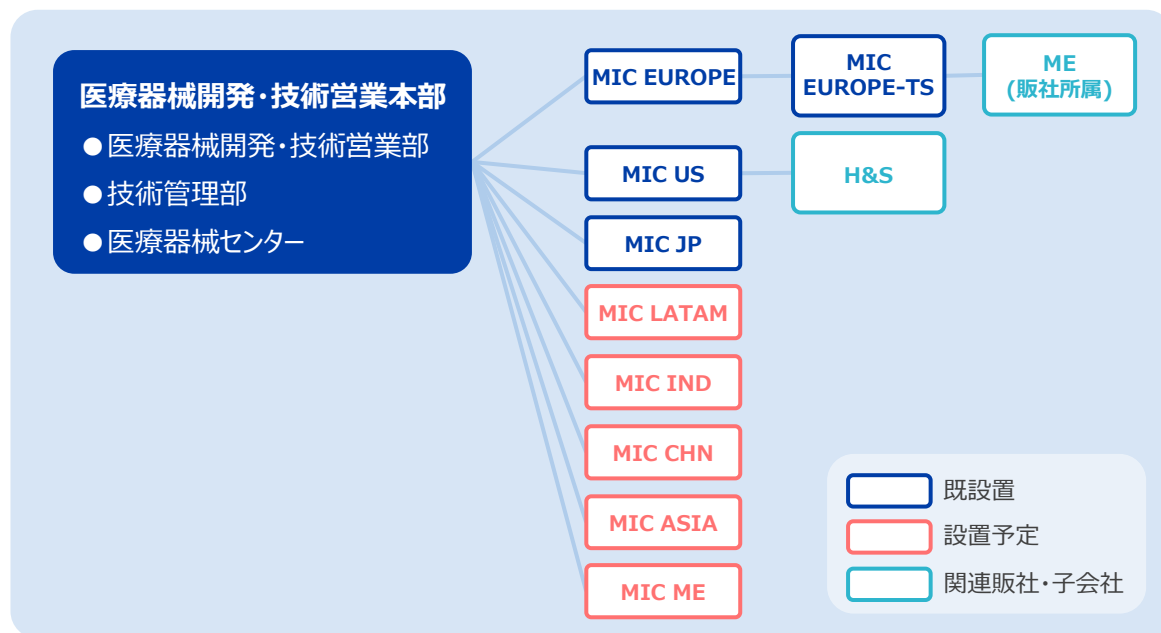 医療器械開発・技術営業本部
●医療器械開発・技術営業部
●技術管理部
●医療器械センター
MIC EUROPE
MIC
EUROPE-TS
ME
(販社所属)
MIC US
H&S
MIC JP
MIC LATAM
MIC IND
MIC CHN
MIC ASIA
MIC ME
既設置
設置予定
関連販社・子会社